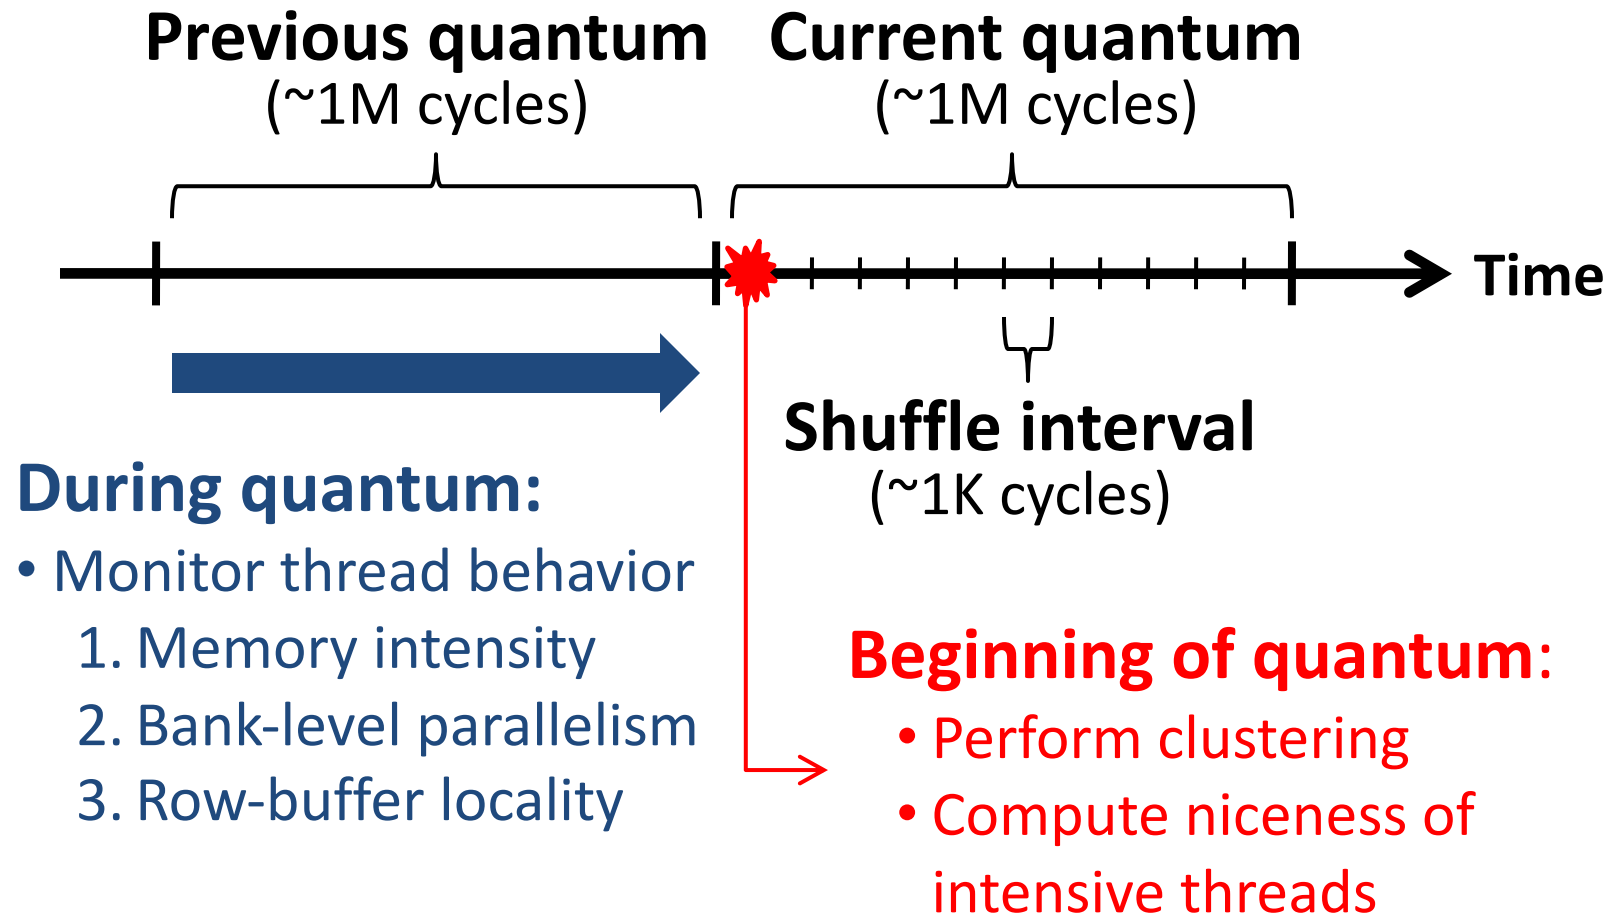 Previous quantum
(~1M cycles)
Current quantum
(~1M cycles)
Time
Shuffle interval
(~1K cycles)
During quantum:
• Monitor thread behavior
1. Memory intensity
2. Bank-level parallelism
3. Row-buffer locality
Beginning of quantum:
• Perform clustering
• Compute niceness of
intensive threads